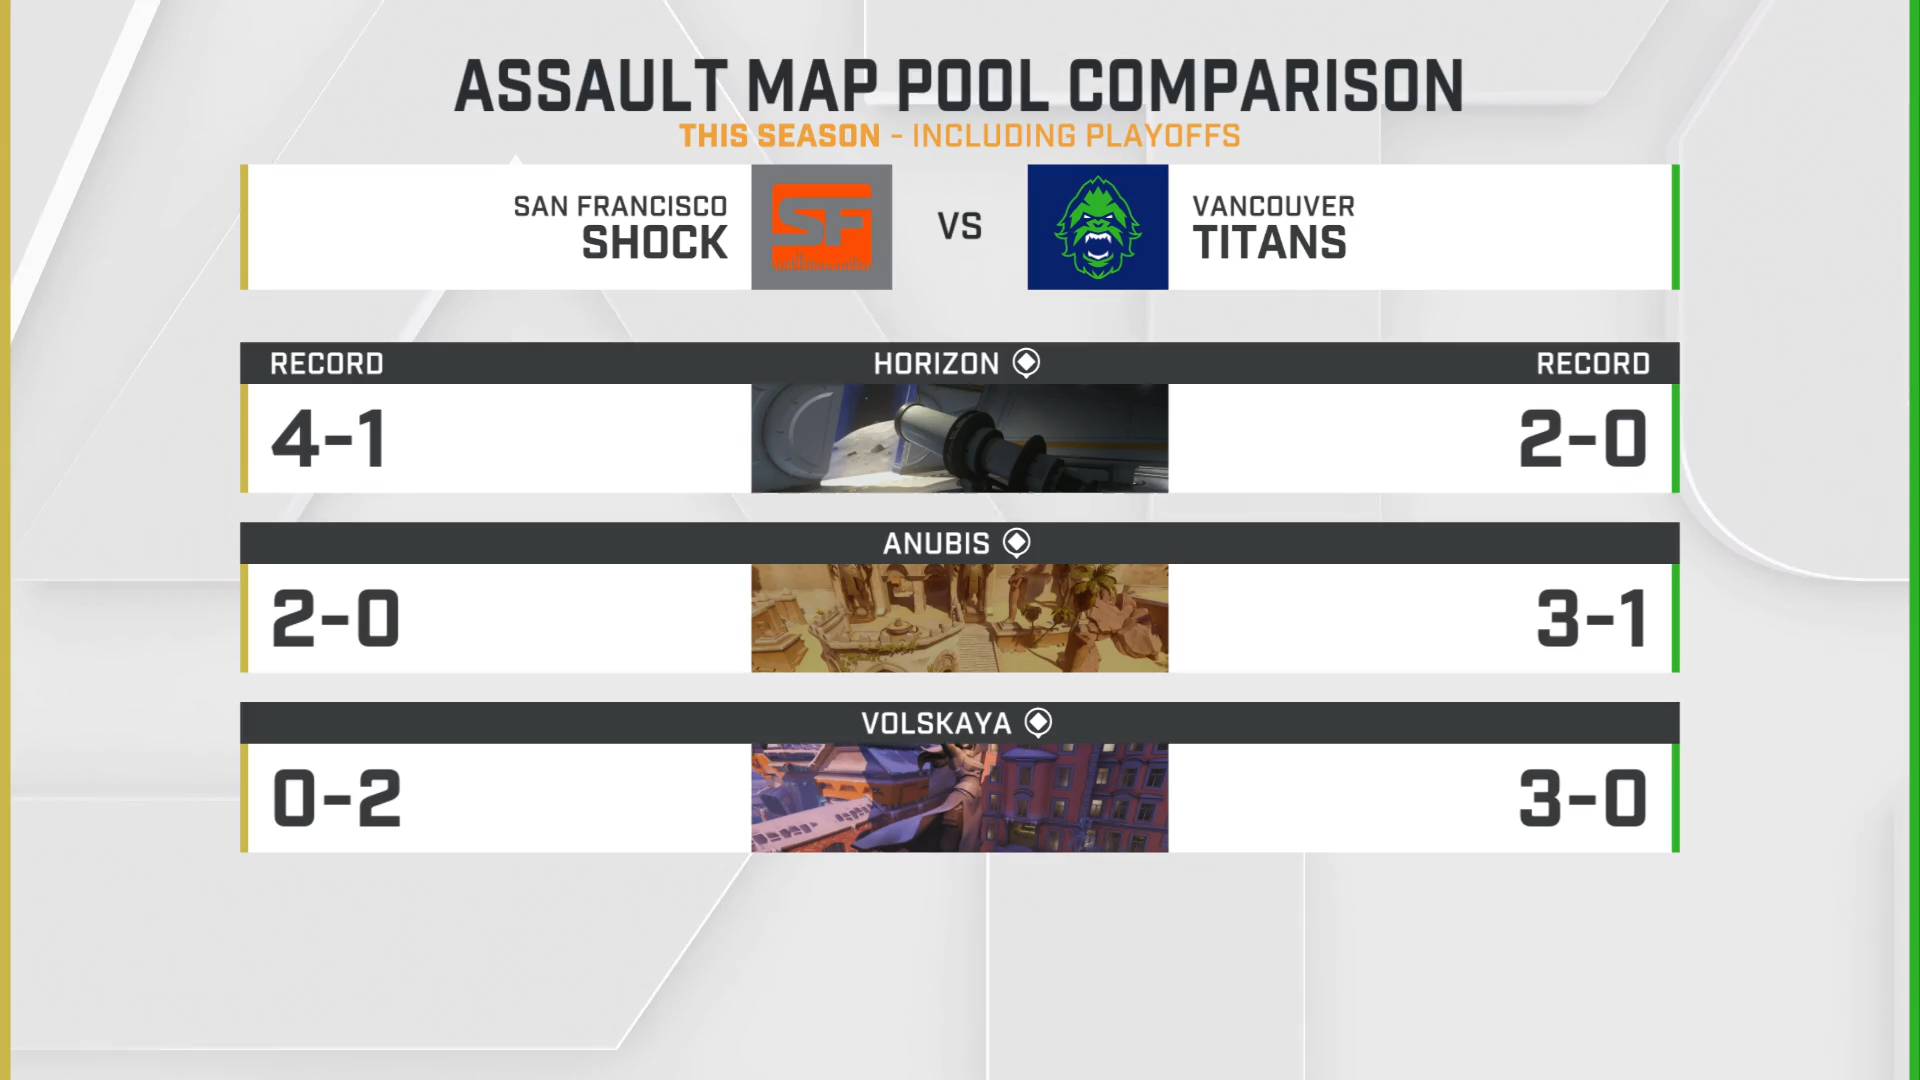 ASSAULT MAP POOL COMPARISON
THIS SEASON - INCLUDING PLAYOFFS
SAN FRANCISCO
SHOCK
SF
VS
VANCOUVER
TITANS
RECORD HORIZON RECORD
4-1 2-0
ANUBIS
2-0 3-1
VOLSKAYA
0-2 3-0